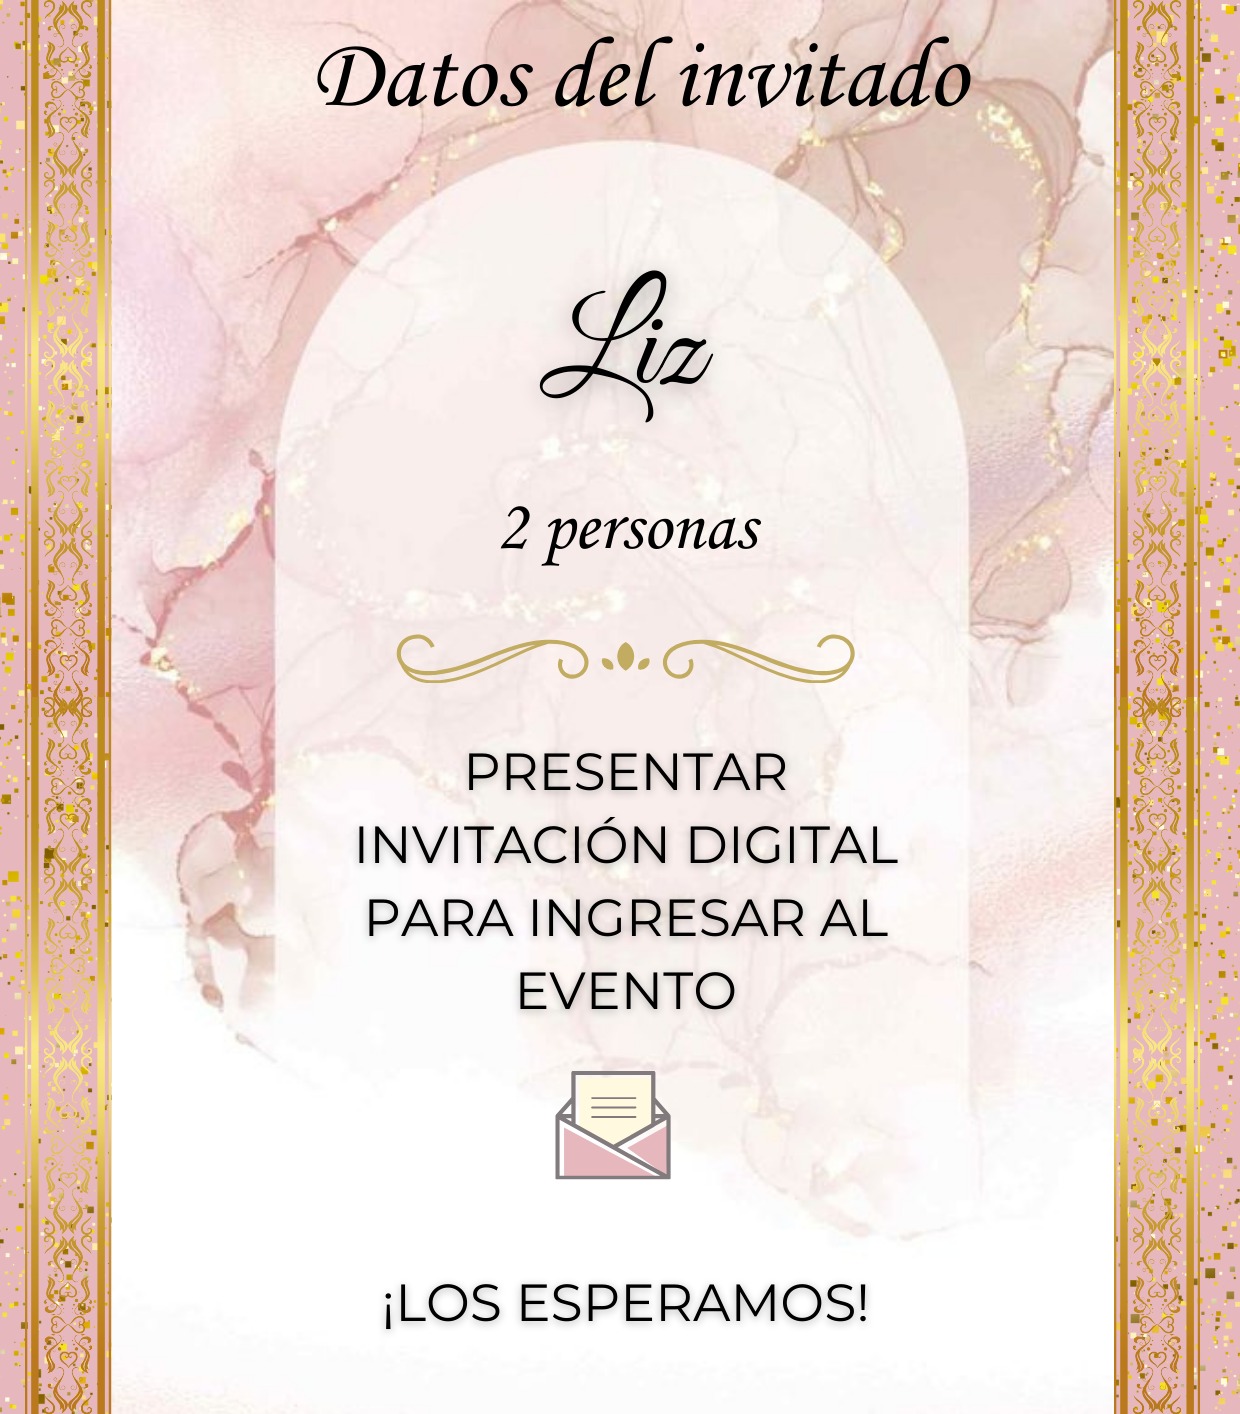 Datos del invitado
Liz
2 personas
PRESENTAR
INVITACIÓN DIGITAL
PARA INGRESAR AL
EVENTO
¡LOS ESPERAMOS!